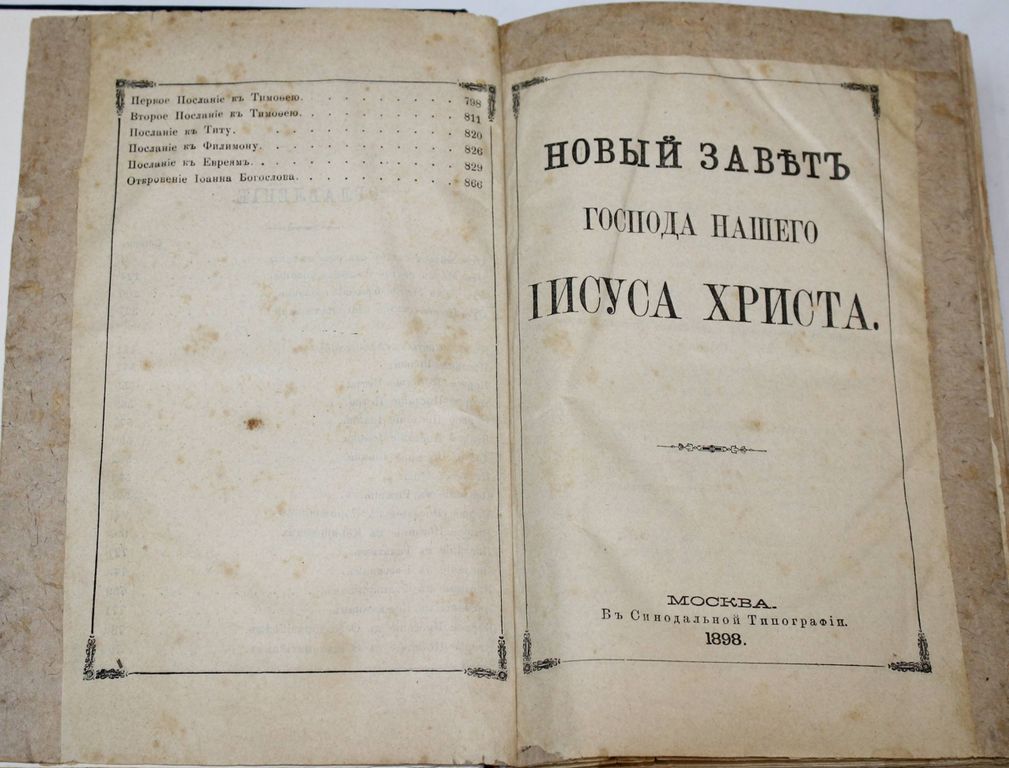 Первое Посланіе къ Тимоѳею. . . . . . . . . 798
Второе Посланіе къ Тимоѳею. . . . . . . . . 811
Посланіе къ Титу. . . . . . . . . . . . . 820
Посланіе къ Филимону. . . . . . . . . . . 826
Посланіе къ Евреямъ. . . . . . . . . . . . 829
Откровеніе Іоанна Богослова. . . . . . . . . 866
НОВЫЙ ЗАВѢТЪ
ГОСПОДА НАШЕГО
ІИСУСА ХРИСТА.
МОСКВА.
Въ Синодальной Типографіи.
1898.